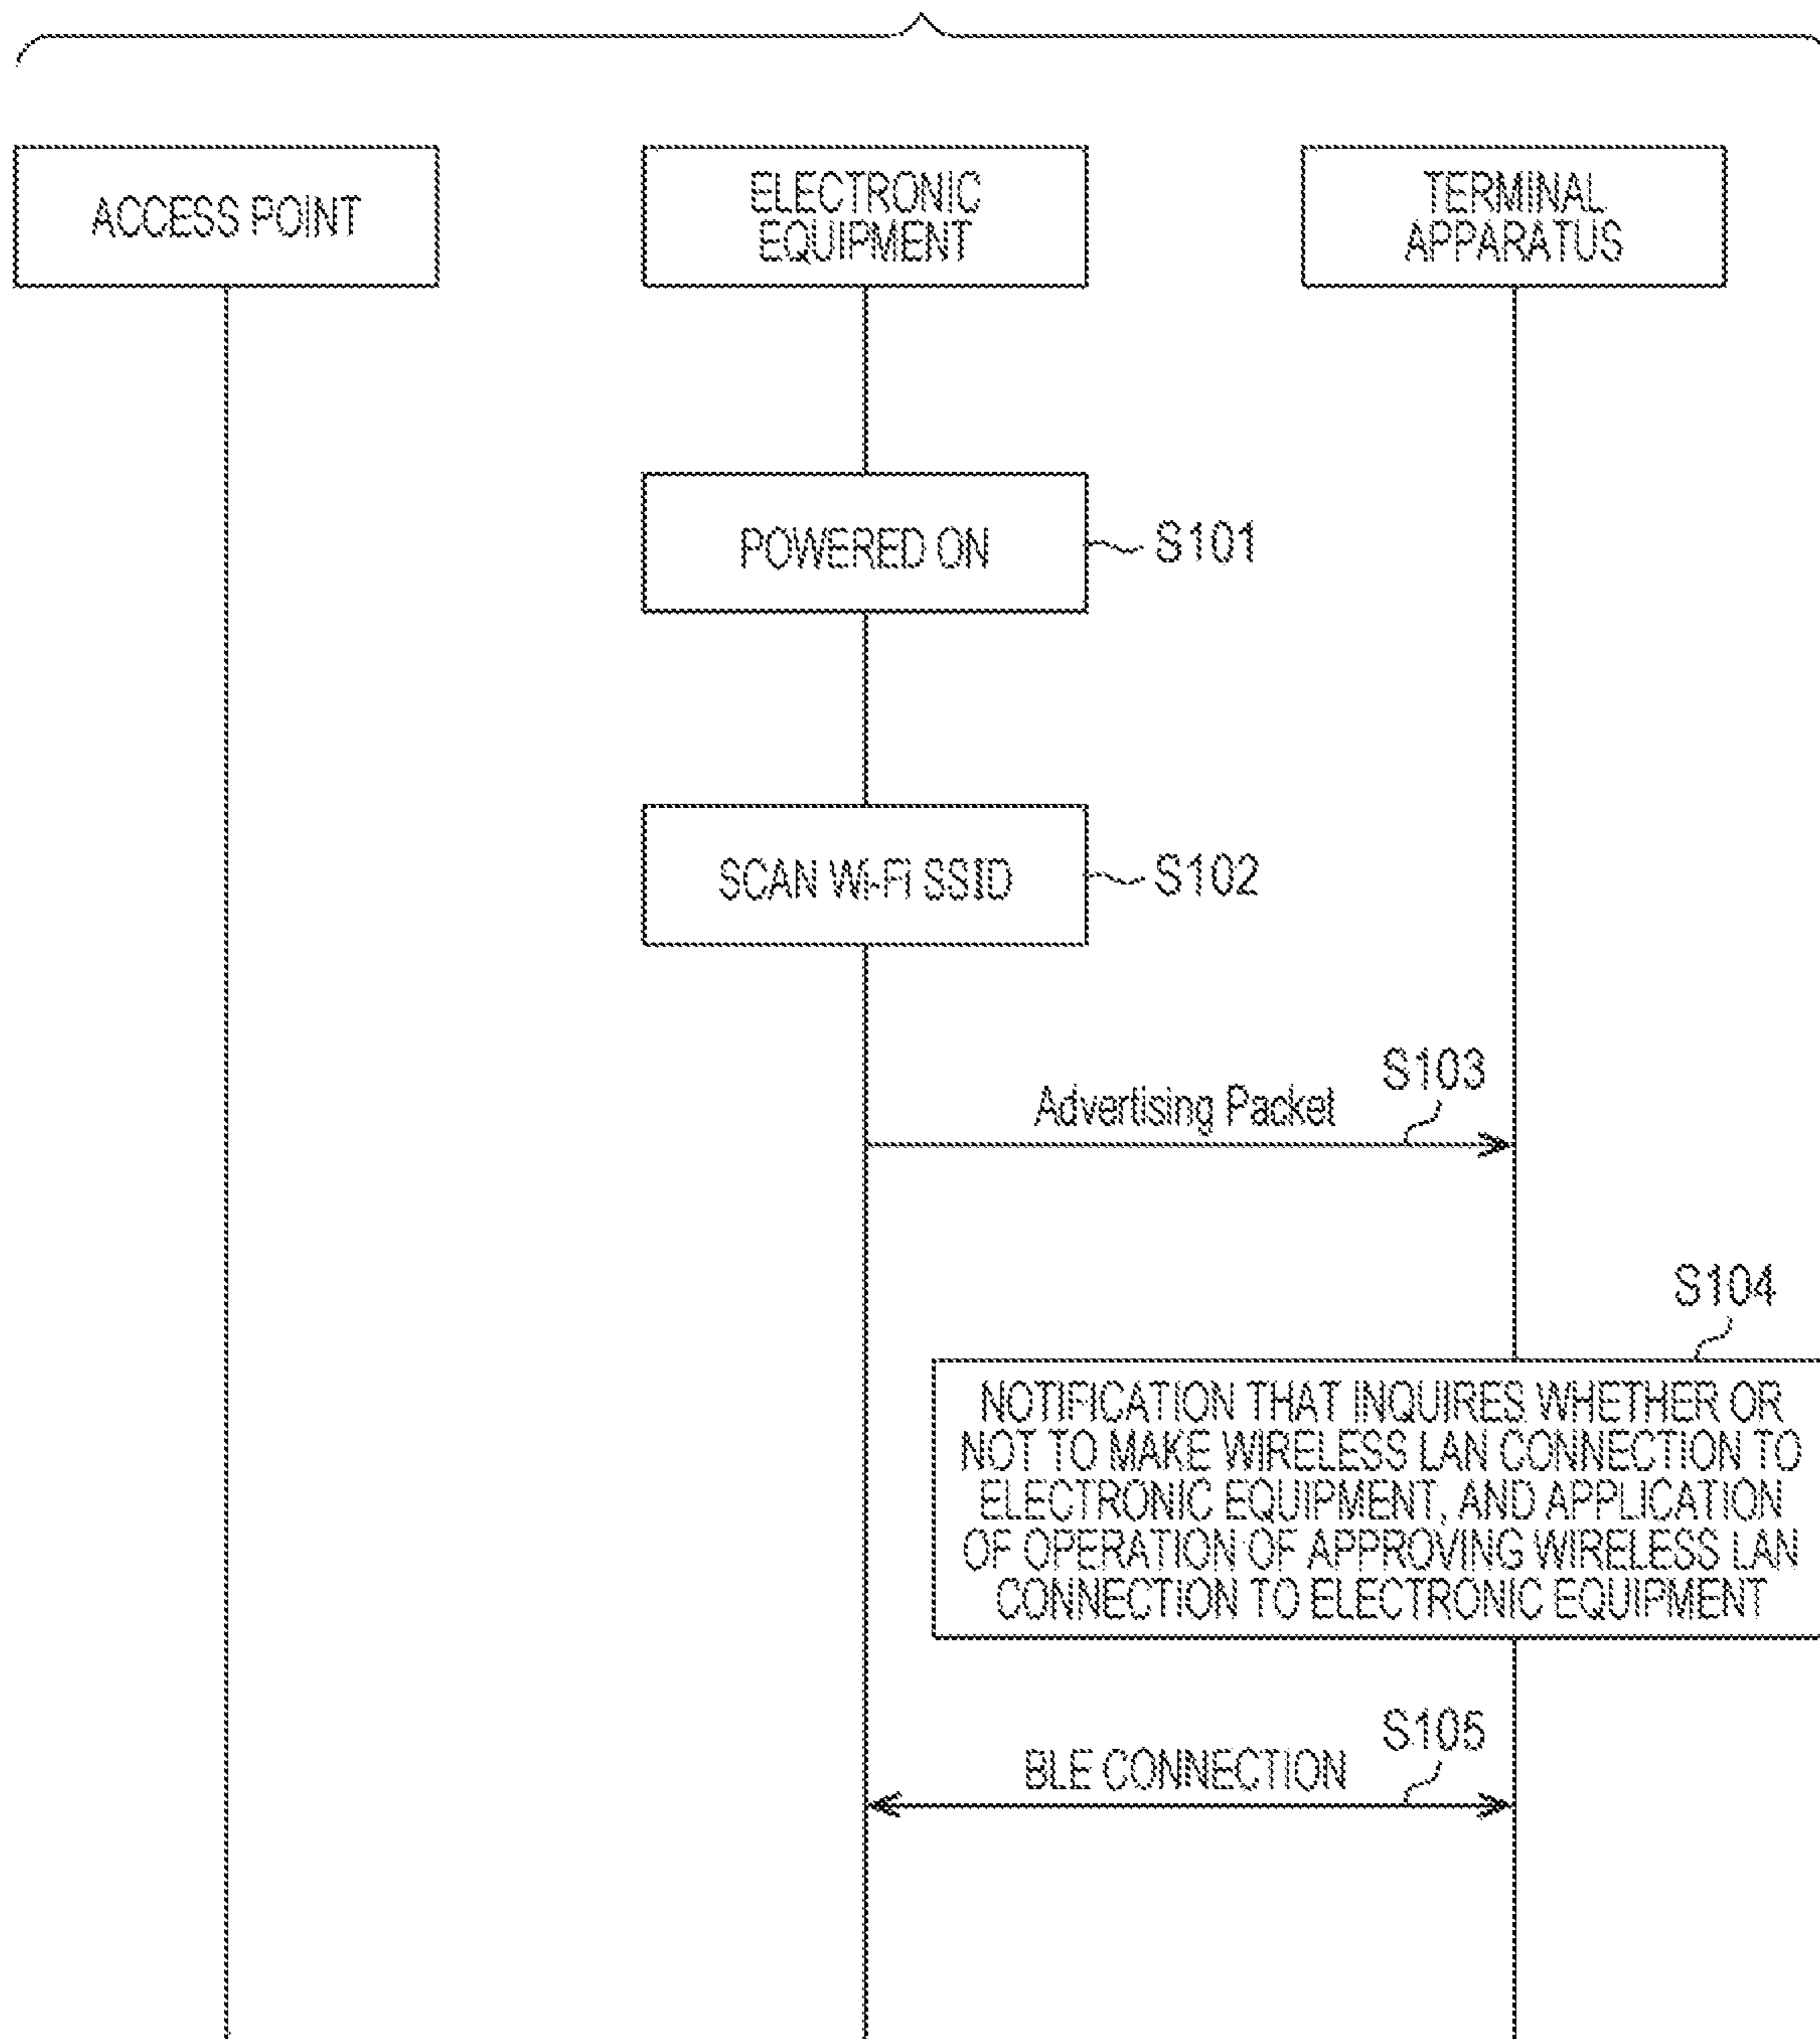 ACCESS POINT
ELECTRONIC
EQUIPMENT
TERMINAL
APPARATUS
POWERED ON
S101
SCAN Wi-Fi SSID
S102
S103
Advertising Packet
S104
NOTIFICATION THAT INQUIRES WHETHER OR
NOT TO MAKE WIRELESS LAN CONNECTION TO
ELECTRONIC EQUIPMENT, AND APPLICATION
OF OPERATION OF APPROVING WIRELESS LAN
CONNECTION TO ELECTRONIC EQUIPMENT
S105
BLE CONNECTION